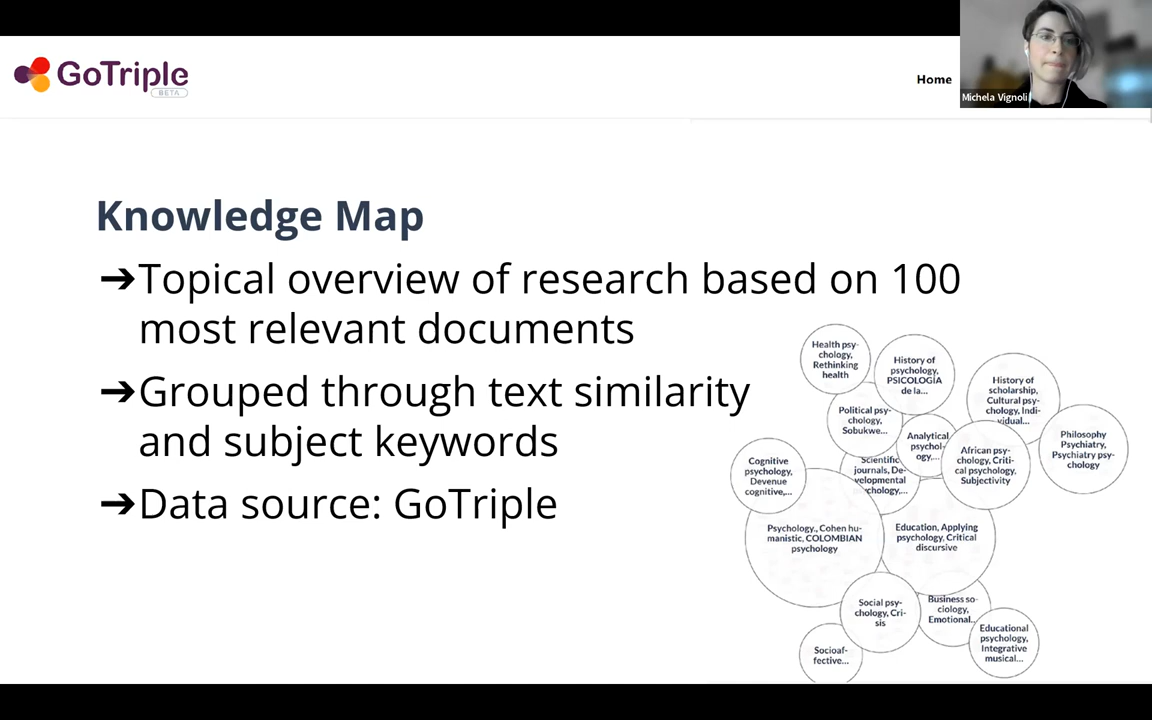 GoTriple
BETA
Home
Michela Vignoli
Knowledge Map
➔Topical overview of research based on 100
most relevant documents
➔Grouped through text similarity
and subject keywords
➔Data source: GoTriple
Health psy-
chology,
Rethinking
health
History of
psychology,
PSICOLOGÍA
de la...
History of
scholarship,
Cultural psy-
chology, Indi-
vidual...
Political psy-
chology,
Sobukwe...
Analytical
psychol-
ogy,...
African psy-
chology, Criti-
cal psychology,
Subjectivity
Philosophy
Psychiatry,
Psychiatry psy-
chology
Cognitive
psychology,
Devenue
cognitive,...
Scientific
journals, De-
velopmental
psychology,...
Psychology., Cohen hu-
manistic, COLOMBIAN
psychology
Education, Applying
psychology, Critical
discursive
Social psy-
chology, Cri-
sis
Business so-
ciology,
Emotional...
Educational
psychology,
Integrative
musical...
Socioaf-
fective...